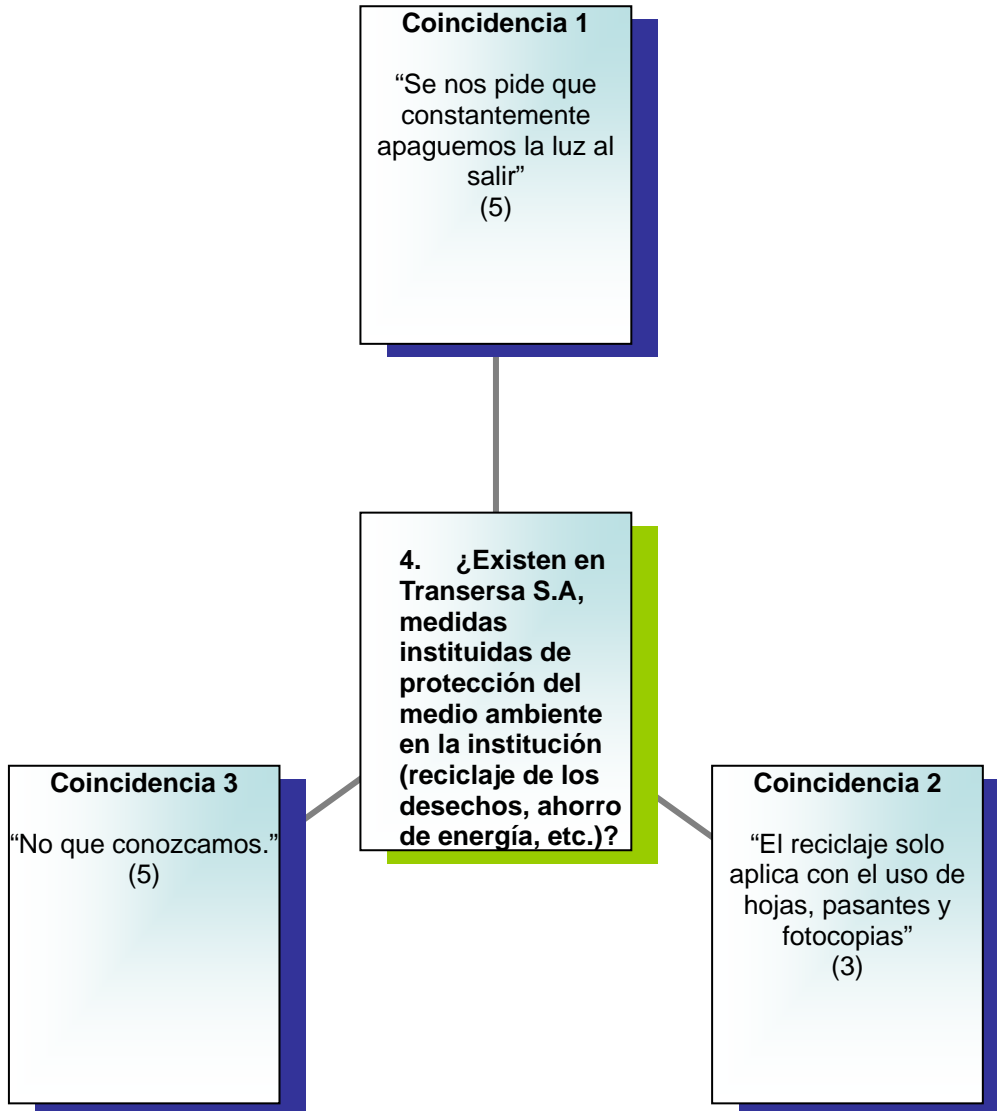 Coincidencia 1
“Se nos pide que
constantemente
apaguemos la luz al
salir”
(5)
4. ¿Existen en
Transersa S.A,
medidas
instituidas de
protección del
medio ambiente
en la institución
(reciclaje de los
desechos, ahorro
de energía, etc.)?
Coincidencia 3
“No que conozcamos.”
(5)
Coincidencia 2
“El reciclaje solo
aplica con el uso de
hojas, pasantes y
fotocopias”
(3)